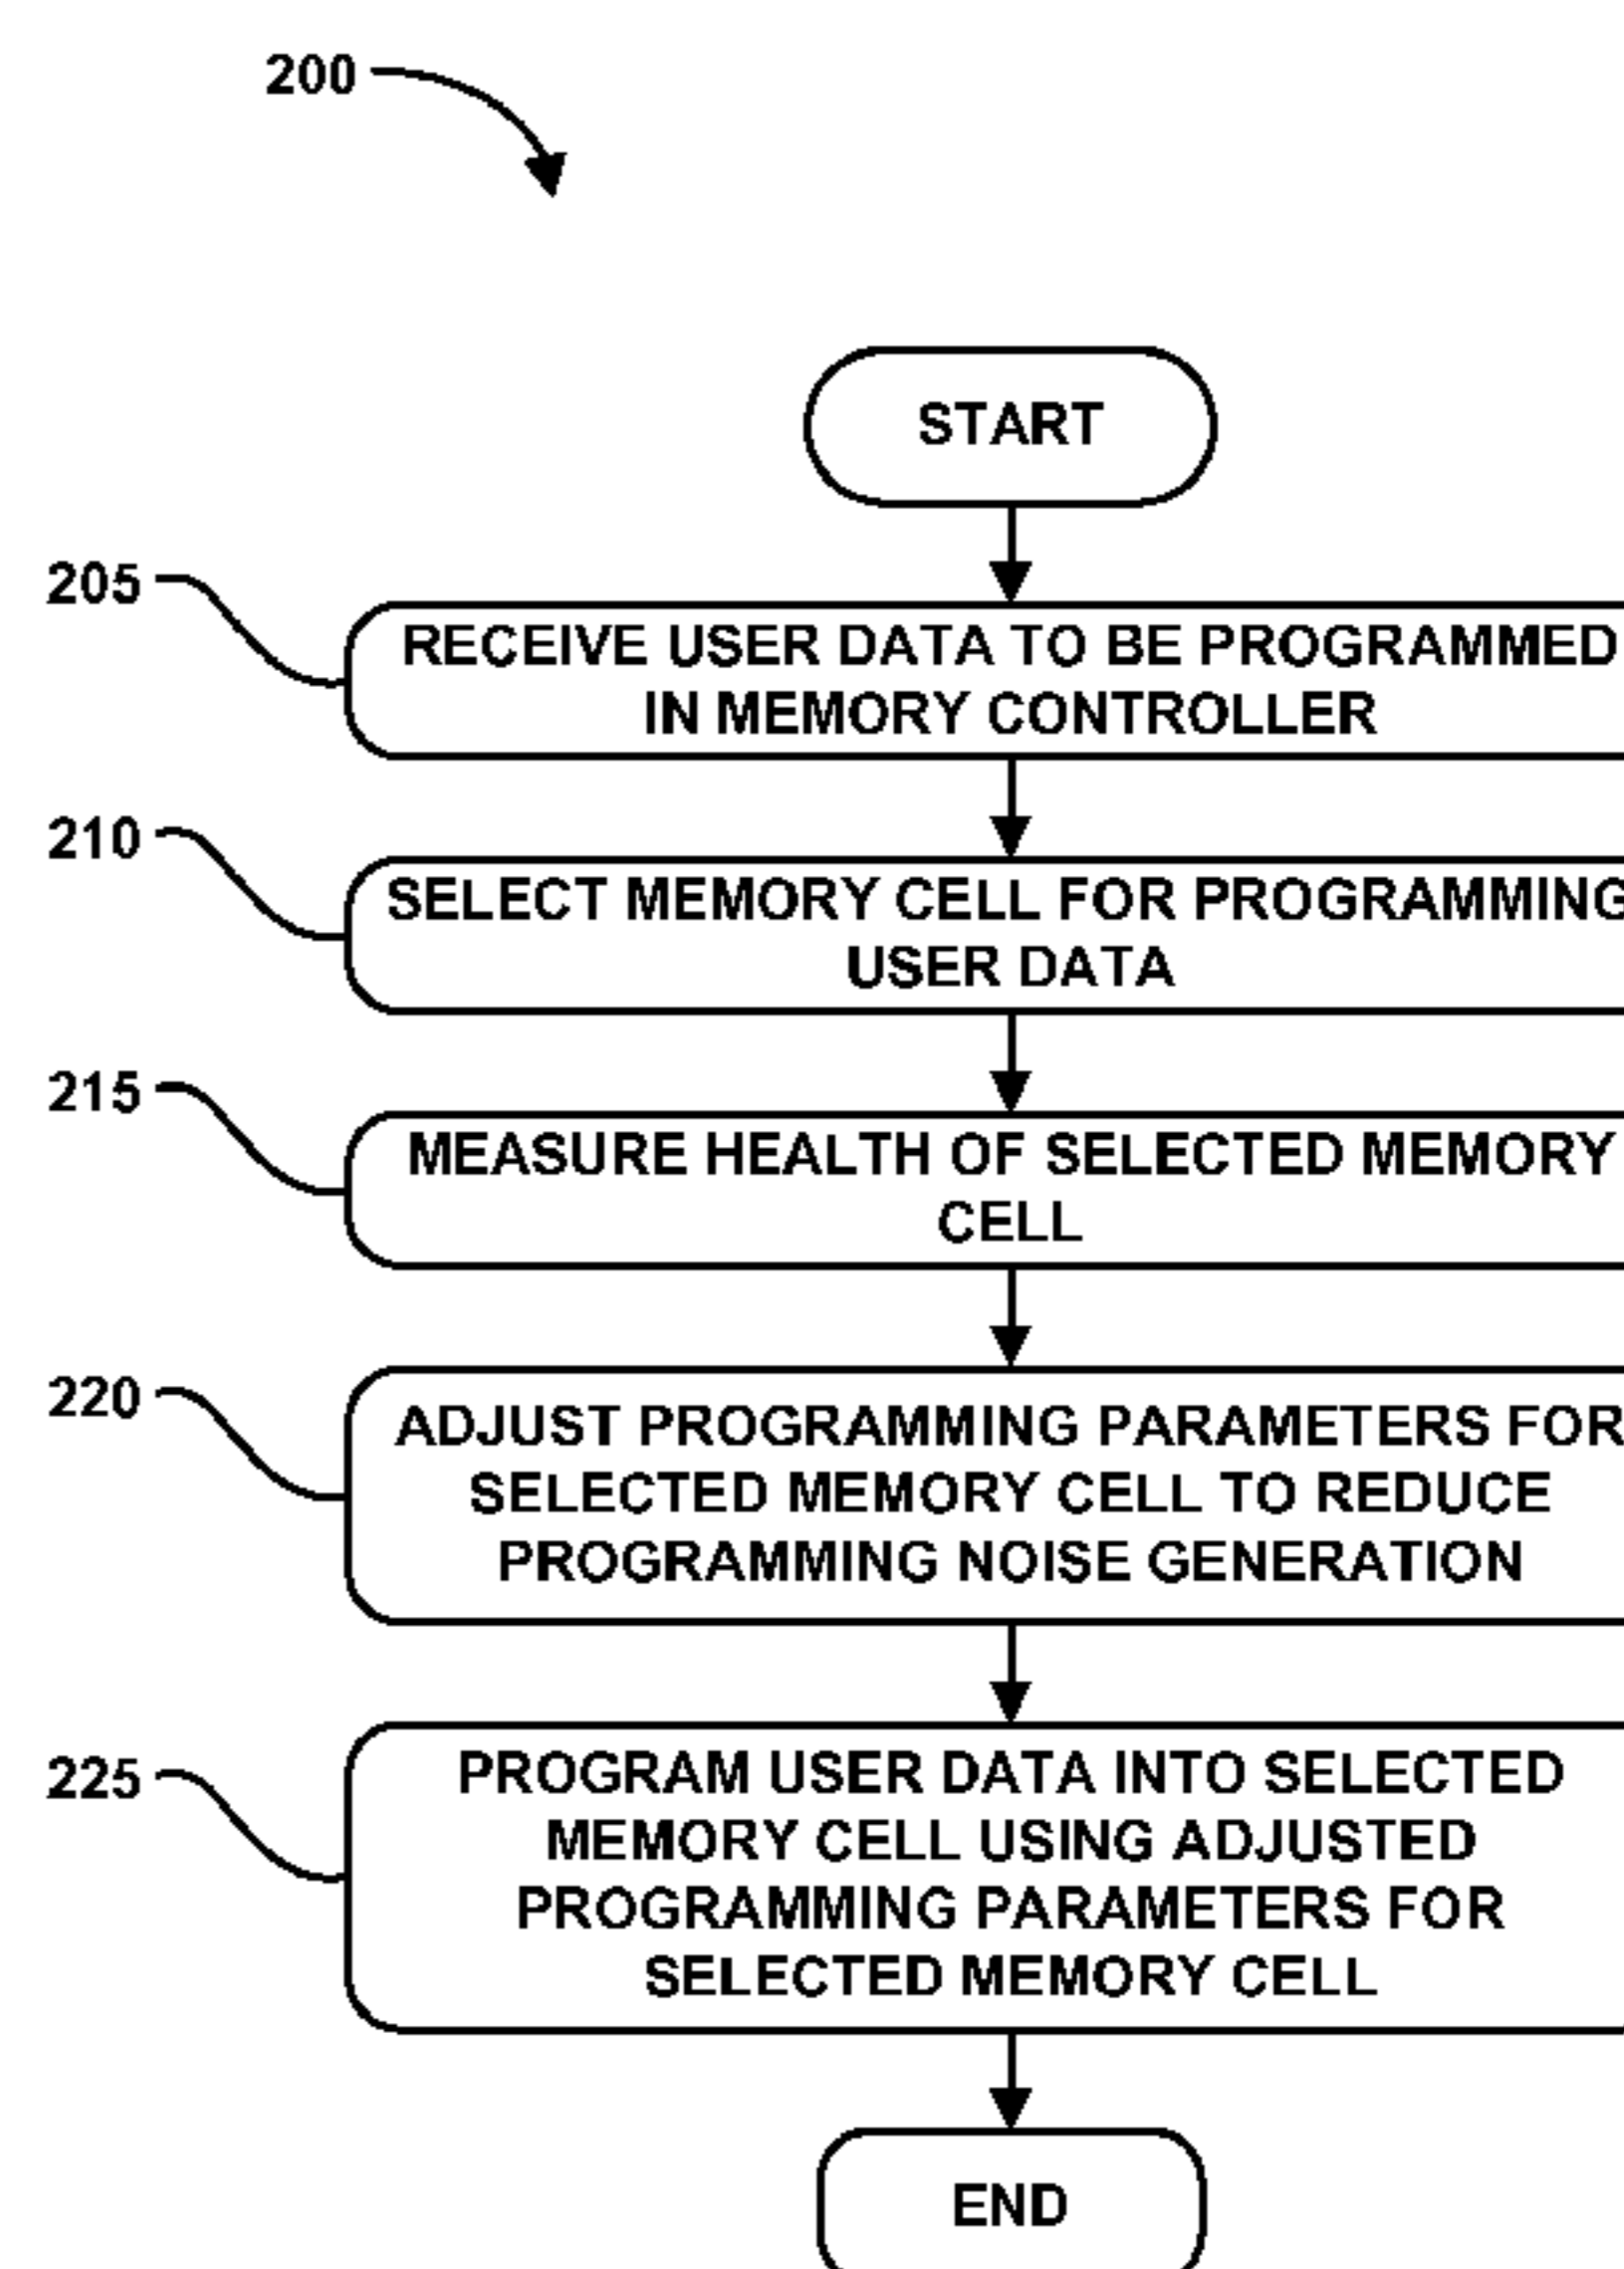 200
START
205
RECEIVE USER DATA TO BE PROGRAMMED
IN MEMORY CONTROLLER
210
SELECT MEMORY CELL FOR PROGRAMMING
USER DATA
215
MEASURE HEALTH OF SELECTED MEMORY
CELL
220
ADJUST PROGRAMMING PARAMETERS FOR
SELECTED MEMORY CELL TO REDUCE
PROGRAMMING NOISE GENERATION
225
PROGRAM USER DATA INTO SELECTED
MEMORY CELL USING ADJUSTED
PROGRAMMING PARAMETERS FOR
SELECTED MEMORY CELL
END